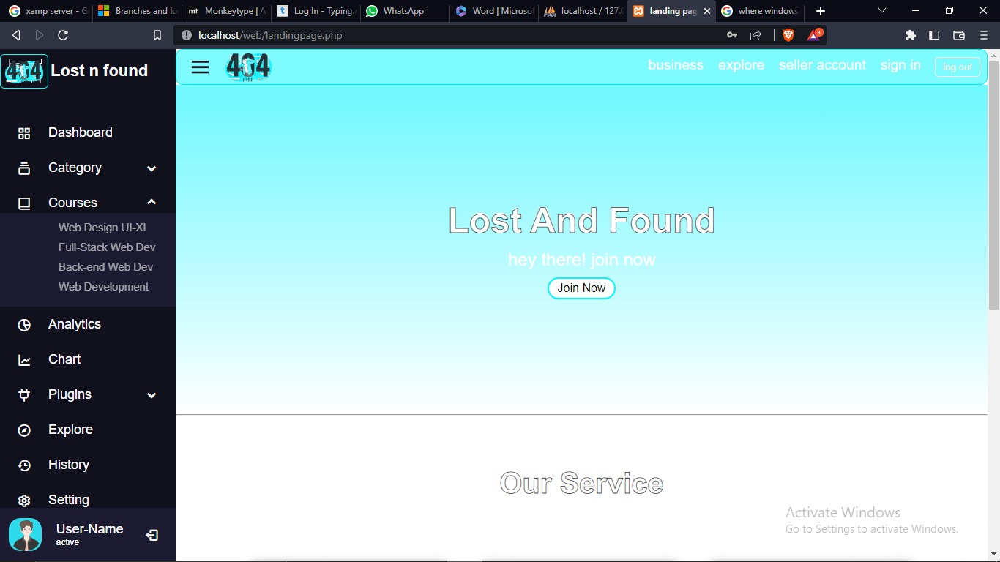 xamp server - G
Branches and lo
mt Monkeytype | A
t Log In - Typing.c
WhatsApp
Word | Microsof
localhost / 127.0
landing pag
where windows
localhost/web/landingpage.php
3
404
Lost n found
404
business explore seller account sign in log out
Dashboard
Category
Courses
Web Design UI-XI
Full-Stack Web Dev
Back-end Web Dev
Web Development
Analytics
Chart
Plugins
Explore
History
Setting
User-Name
active
Lost And Found
hey there! join now
Join Now
Our Service
Activate Windows
Go to Settings to activate Windows.